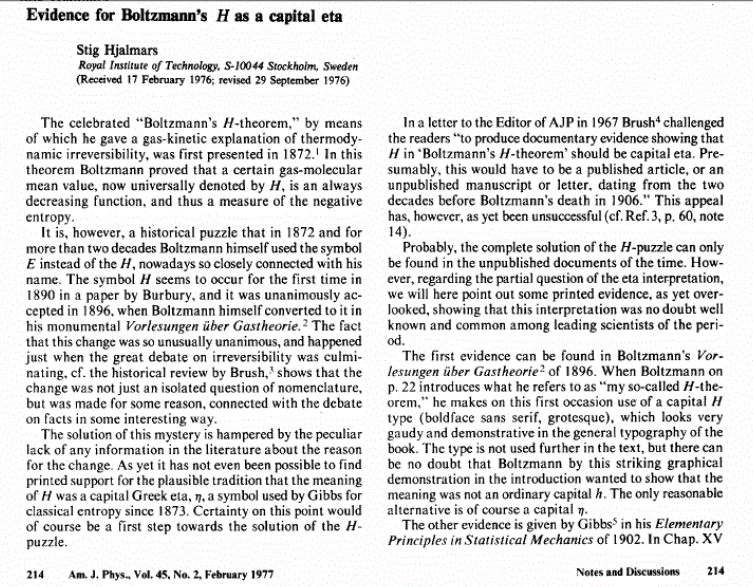 Evidence for Boltzmann's H as a capital eta
Stig Hjalmars
Royal Institute of Technology, S-10044 Stockholm, Sweden
(Received 17 February 1976; revised 29 September 1976)
The celebrated "Boltzmann's H-theorem," by means
of which he gave a gas-kinetic explanation of thermody-
namic irreversibility, was first presented in 1872.¹ In this
theorem Boltzmann proved that a certain gas-molecular
mean value, now universally denoted by H, is an always
decreasing function, and thus a measure of the negative
entropy.
It is, however, a historical puzzle that in 1872 and for
more than two decades Boltzmann himself used the symbol
E instead of the H, nowadays so closely connected with his
name. The symbol H seems to occur for the first time in
1890 in a paper by Burbury, and it was unanimously ac-
cepted in 1896, when Boltzmann himself converted to it in
his monumental Vorlesungen über Gastheorie.² The fact
that this change was so unusually unanimous, and happened
just when the great debate on irreversibility was culmi-
nating, cf. the historical review by Brush,³ shows that the
change was not just an isolated question of nomenclature,
but was made for some reason, connected with the debate
on facts in some interesting way.
The solution of this mystery is hampered by the peculiar
lack of any information in the literature about the reason
for the change. As yet it has not even been possible to find
printed support for the plausible tradition that the meaning
of H was a capital Greek eta, η, a symbol used by Gibbs for
classical entropy since 1873. Certainty on this point would
of course be a first step towards the solution of the H-
puzzle.
In a letter to the Editor of AJP in 1967 Brush⁴ challenged
the readers "to produce documentary evidence showing that
H in 'Boltzmann's H-theorem' should be capital eta. Pre-
sumably, this would have to be a published article, or an
unpublished manuscript or letter, dating from the two
decades before Boltzmann's death in 1906." This appeal
has, however, as yet been unsuccessful (cf. Ref. 3, p. 60, note
14).
Probably, the complete solution of the H-puzzle can only
be found in the unpublished documents of the time. How-
ever, regarding the partial question of the eta interpretation,
we will here point out some printed evidence, as yet over-
looked, showing that this interpretation was no doubt well
known and common among leading scientists of the peri-
od.
The first evidence can be found in Boltzmann's Vor-
lesungen über Gastheorie² of 1896. When Boltzmann on
p. 22 introduces what he refers to as "my so-called H-the-
orem," he makes on this first occasion use of a capital H
type (boldface sans serif, grotesque), which looks very
gaudy and demonstrative in the general typography of the
book. The type is not used further in the text, but there can
be no doubt that Boltzmann by this striking graphical
demonstration in the introduction wanted to show that the
meaning was not an ordinary capital h. The only reasonable
alternative is of course a capital η.
The other evidence is given by Gibbs⁵ in his Elementary
Principles in Statistical Mechanics of 1902. In Chap. XV
214 Am. J. Phys., Vol. 45, No. 2, February 1977
Notes and Discussions 214